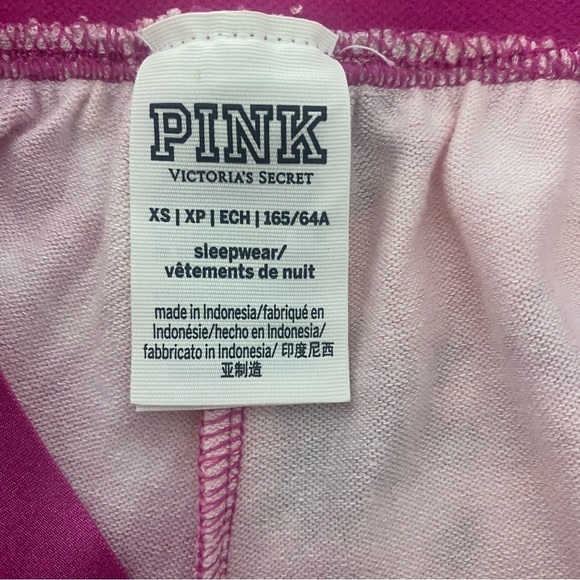 PINK
VICTORIA'S SECRET
XS | XP | ECH | 165/64A
sleepwear/
vêtements de nuit
made in Indonesia/fabriqué en
Indonésie/hecho en Indonesia/
fabbricato in Indonesia/ 印度尼西
亚制造